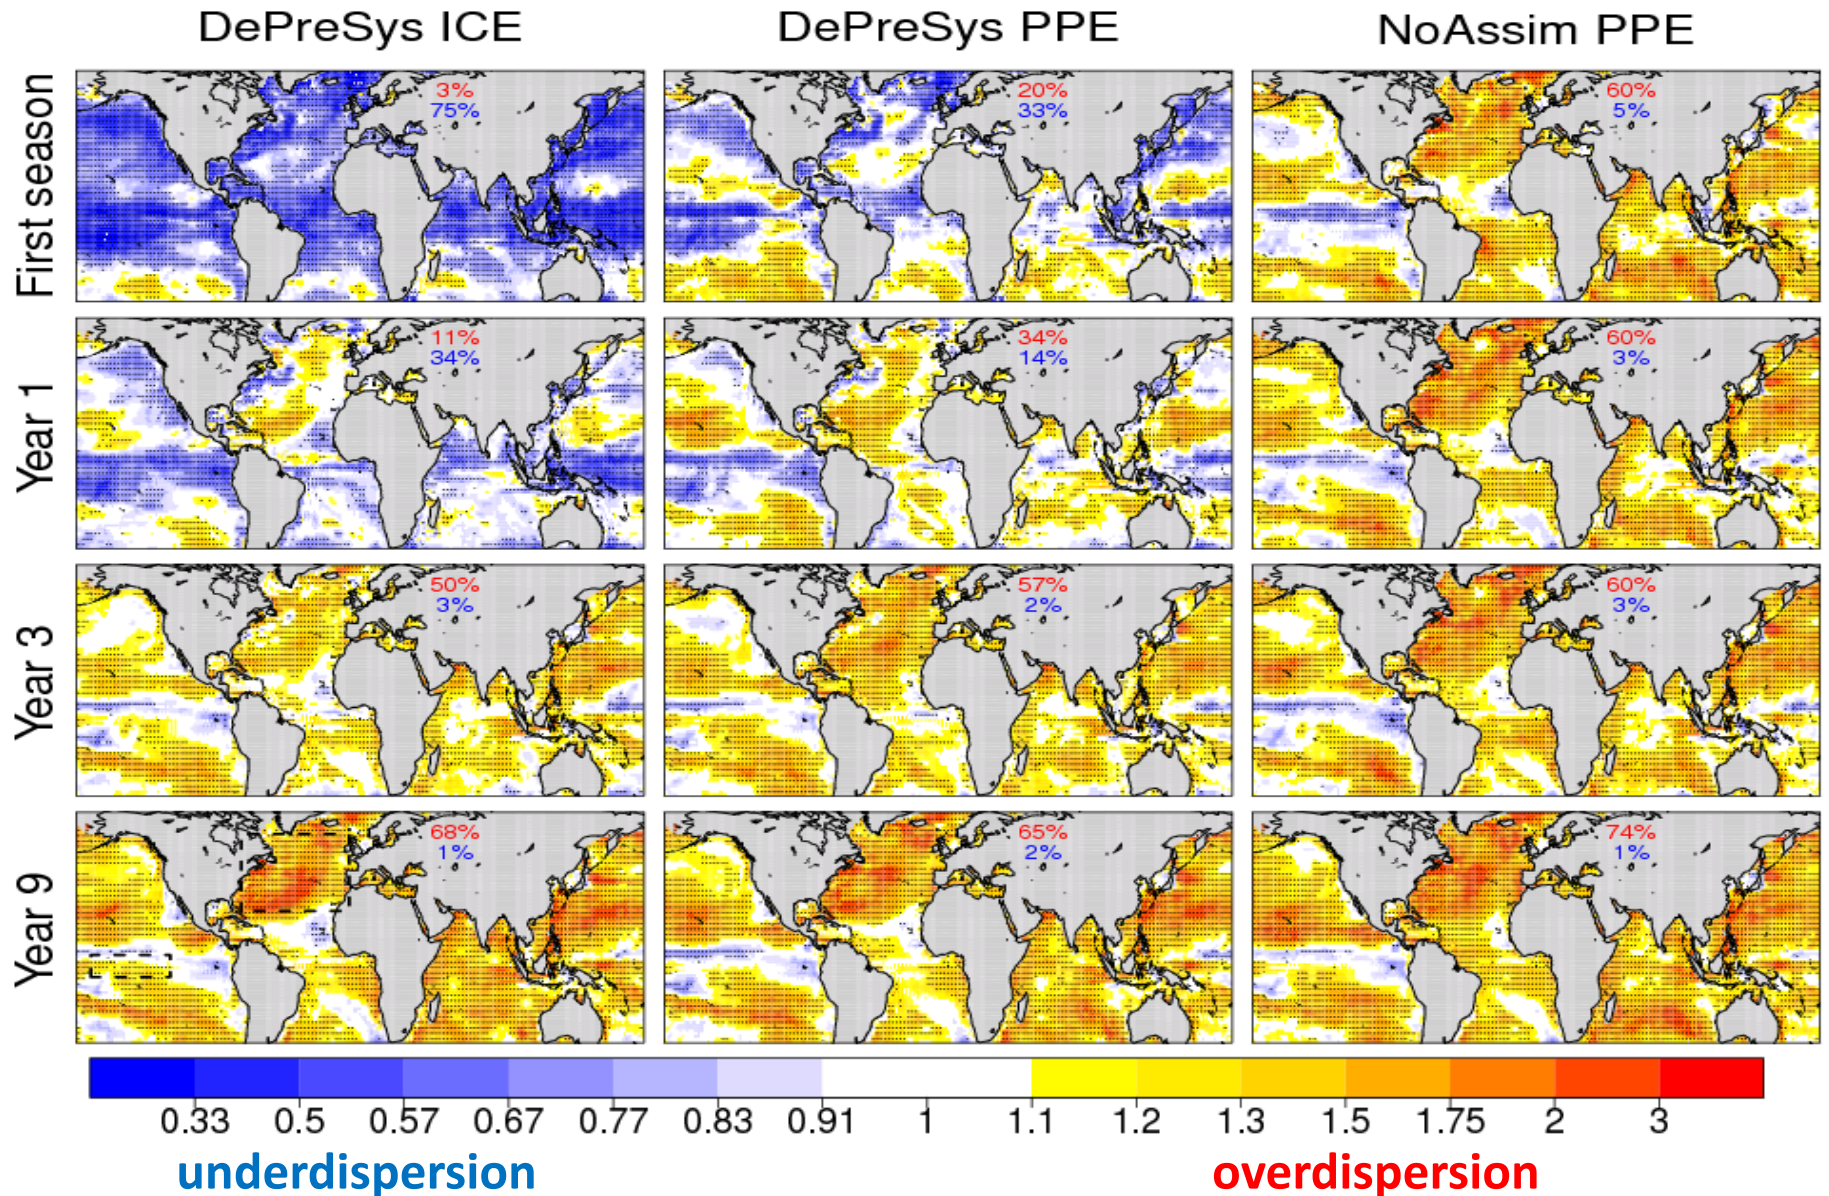 DePreSys ICE DePreSys PPE NoAssim PPE
First season
3% 20% 60%
75% 33% 5%
Year 1
11% 34% 60%
34% 14% 3%
Year 3
50% 57% 60%
3% 2% 3%
Year 9
68% 65% 74%
1% 2% 1%
0.33 0.5 0.57 0.67 0.77 0.83 0.91 1 1.1 1.2 1.3 1.5 1.75 2 3
underdispersion overdispersion